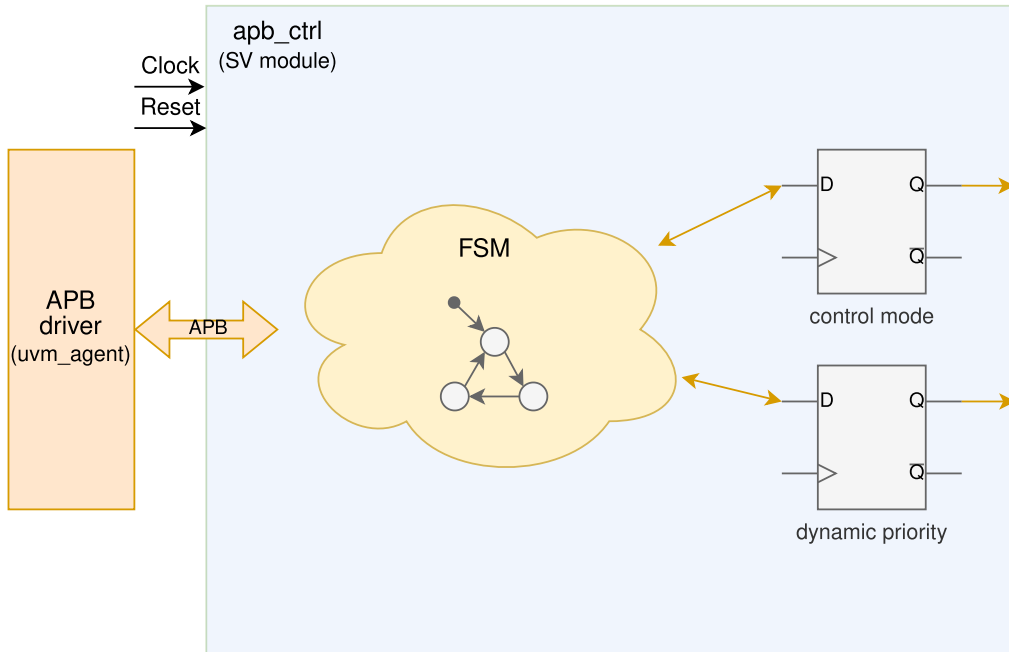 apb_ctrl
(SV module)
Clock
Reset
APB
driver
(uvm_agent)
APB
FSM
D
Q
Q̅
control mode
D
Q
Q̅
dynamic priority